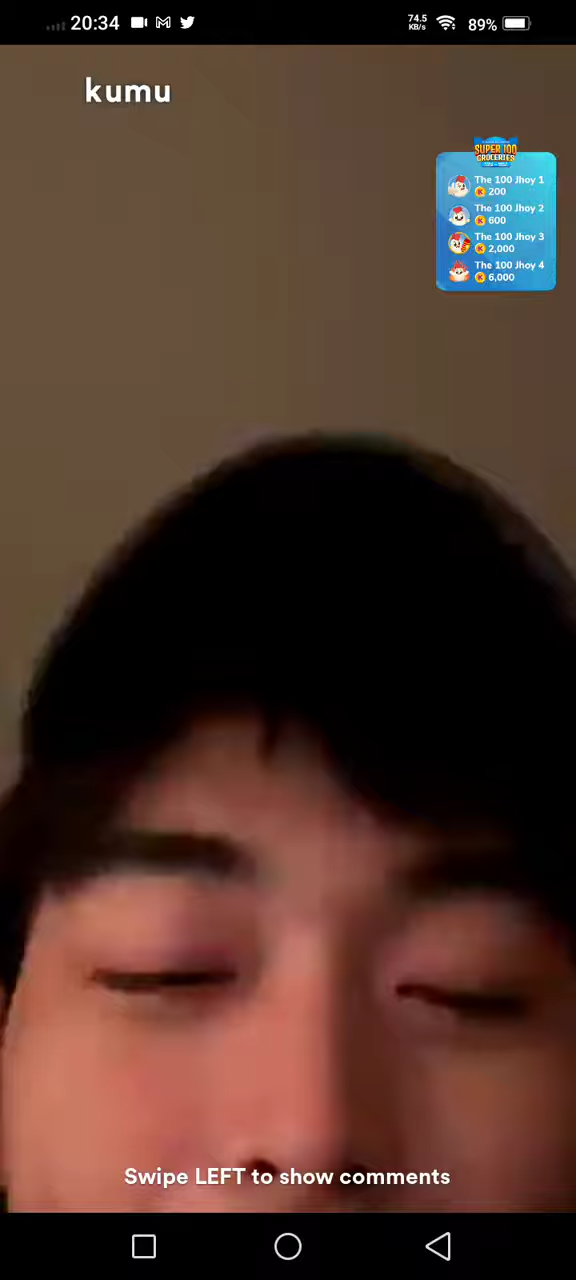 20:34
74.5
KB/s
89%
kumu
SUPER 100
GROCERIES
The 100 Jhoy 1
200
The 100 Jhoy 2
600
The 100 Jhoy 3
2,000
The 100 Jhoy 4
6,000
Swipe LEFT to show comments